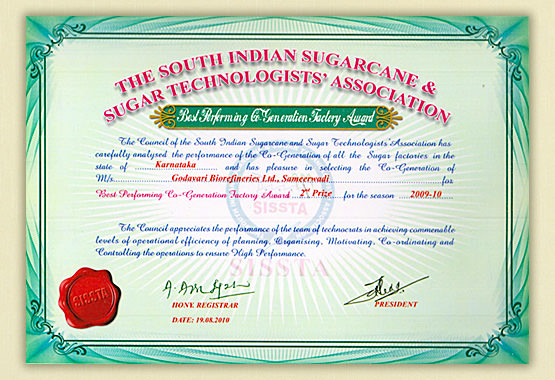 THE SOUTH INDIAN SUGARCANE &
SUGAR TECHNOLOGISTS' ASSOCIATION
Best Performing Co-Generation Factory Award
The Council of the South Indian Sugarcane and Sugar Technologists Association has
carefully analysed the performance of the Co-Generation of all the Sugar factories in the
state of Karnataka and has pleasure in selecting the Co-Generation of
M/s Godavari Biorefineries Ltd., Sameerwadi for
Best Performing Co-Generation Factory Award 2nd Prize for the season 2009-10
SISSTA
The Council appreciates the performance of the team of technocrats in achieving commenable
levels of operational efficiency of planning, Organising, Motivating, Co-ordinating and
Controlling the operations to ensure High Performance.
SISSTA
SISSTA
HONY. REGISTRAR
PRESIDENT
DATE: 19.08.2010